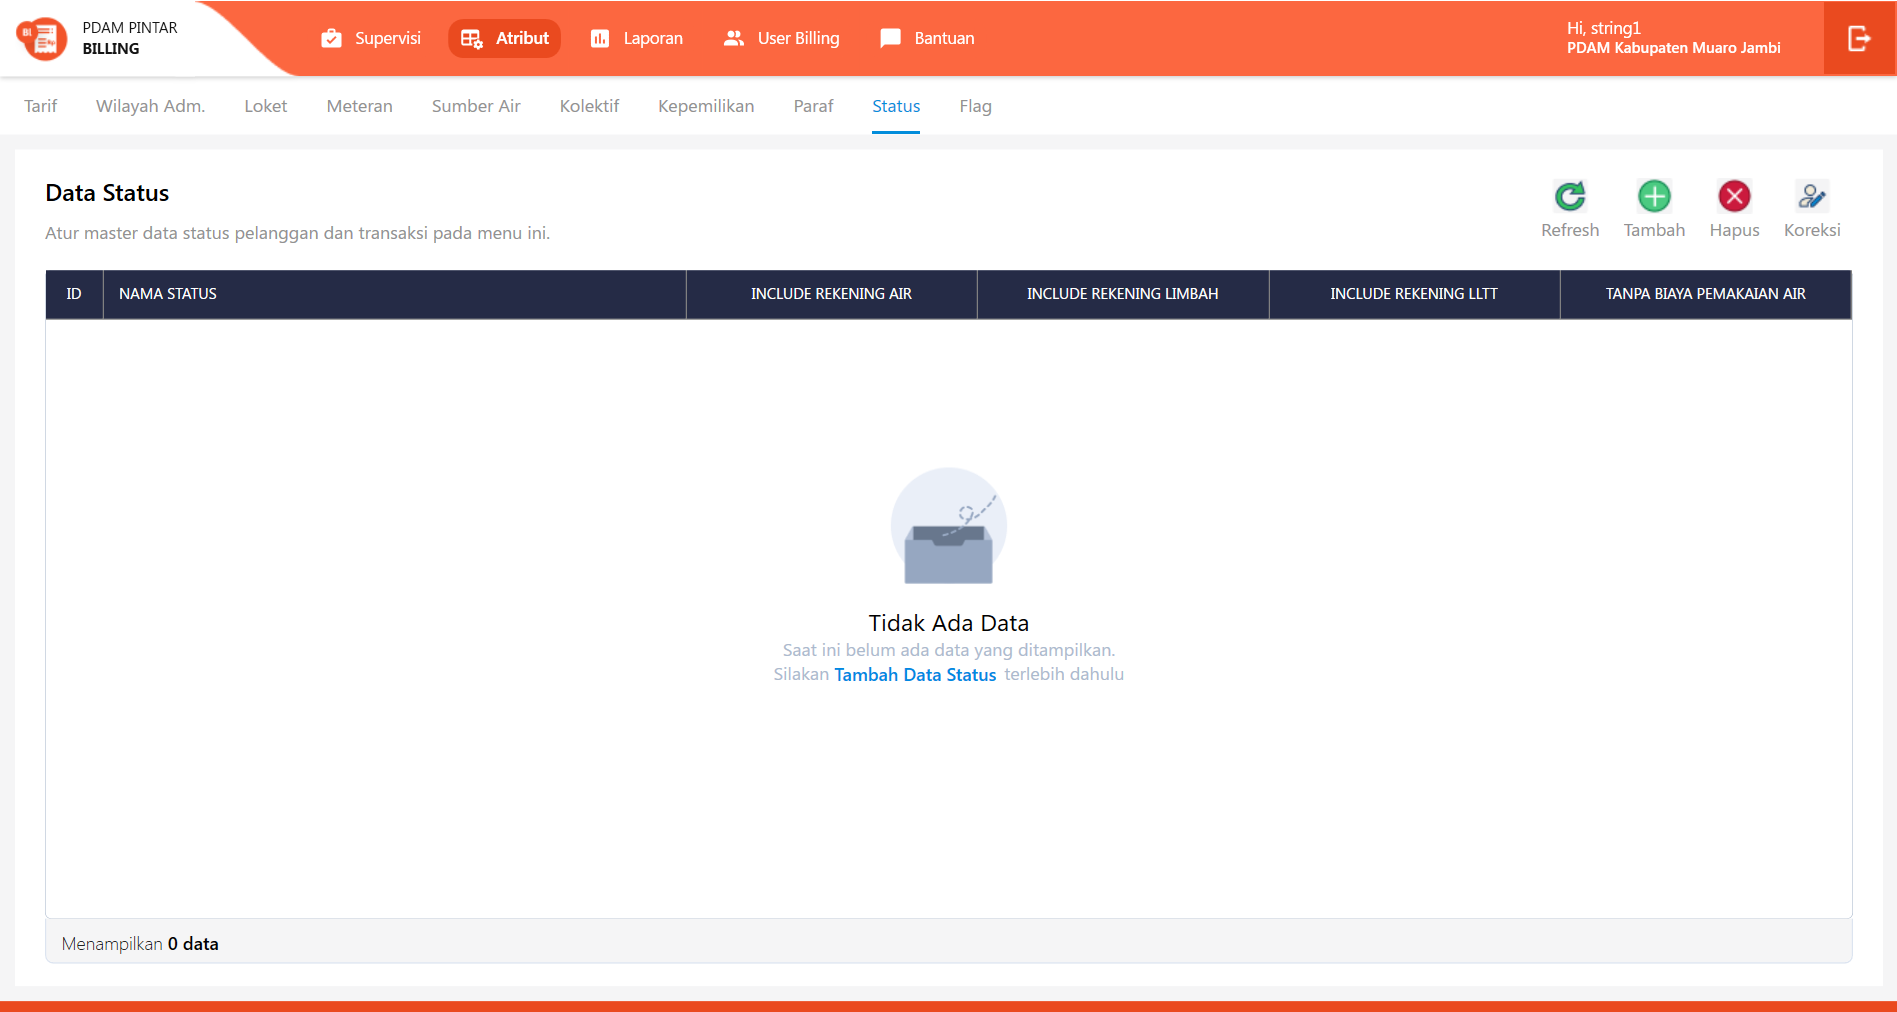 PDAM PINTAR
BILLING
Supervisi
Atribut
Laporan
User Billing
Bantuan
Hi, string1
PDAM Kabupaten Muaro Jambi
Tarif
Wilayah Adm.
Loket
Meteran
Sumber Air
Kolektif
Kepemilikan
Paraf
Status
Flag
Data Status
Atur master data status pelanggan dan transaksi pada menu ini.
Refresh
Tambah
Hapus
Koreksi
ID
NAMA STATUS
INCLUDE REKENING AIR
INCLUDE REKENING LIMBAH
INCLUDE REKENING LLTT
TANPA BIAYA PEMAKAIAN AIR
Tidak Ada Data
Saat ini belum ada data yang ditampilkan.
Silakan Tambah Data Status terlebih dahulu
Menampilkan 0 data